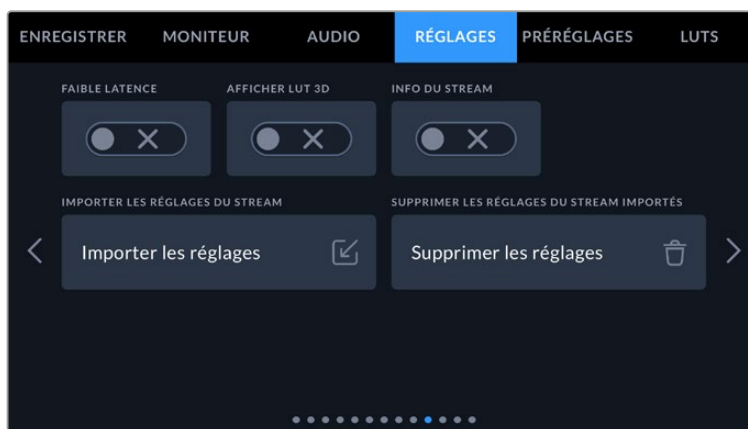 ENREGISTRER MONITEUR AUDIO RÉGLAGES PRÉRÉGLAGES LUTS
FAIBLE LATENCE AFFICHER LUT 3D INFO DU STREAM
IMPORTER LES RÉGLAGES DU STREAM SUPPRIMER LES RÉGLAGES DU STREAM IMPORTÉS
Importer les réglages Supprimer les réglages